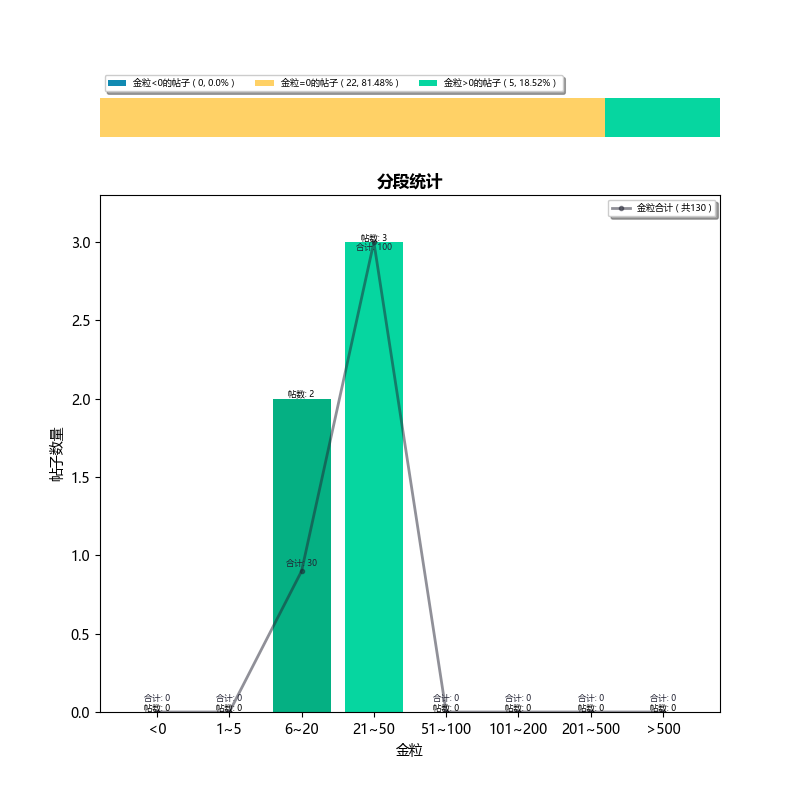 金粒<0的帖子 ( 0, 0.0% )
金粒=0的帖子 ( 22, 81.48% )
金粒>0的帖子 ( 5, 18.52% )
分段统计
金粒合计 ( 共130 )
帖子数量
3.0
2.5
2.0
1.5
1.0
0.5
0.0
帖数: 3
合计: 100
帖数: 2
合计: 30
合计: 0
帖数: 0
合计: 0
帖数: 0
合计: 0
帖数: 0
合计: 0
帖数: 0
合计: 0
帖数: 0
合计: 0
帖数: 0
<0 1~5 6~20 21~50 51~100 101~200 201~500 >500
金粒